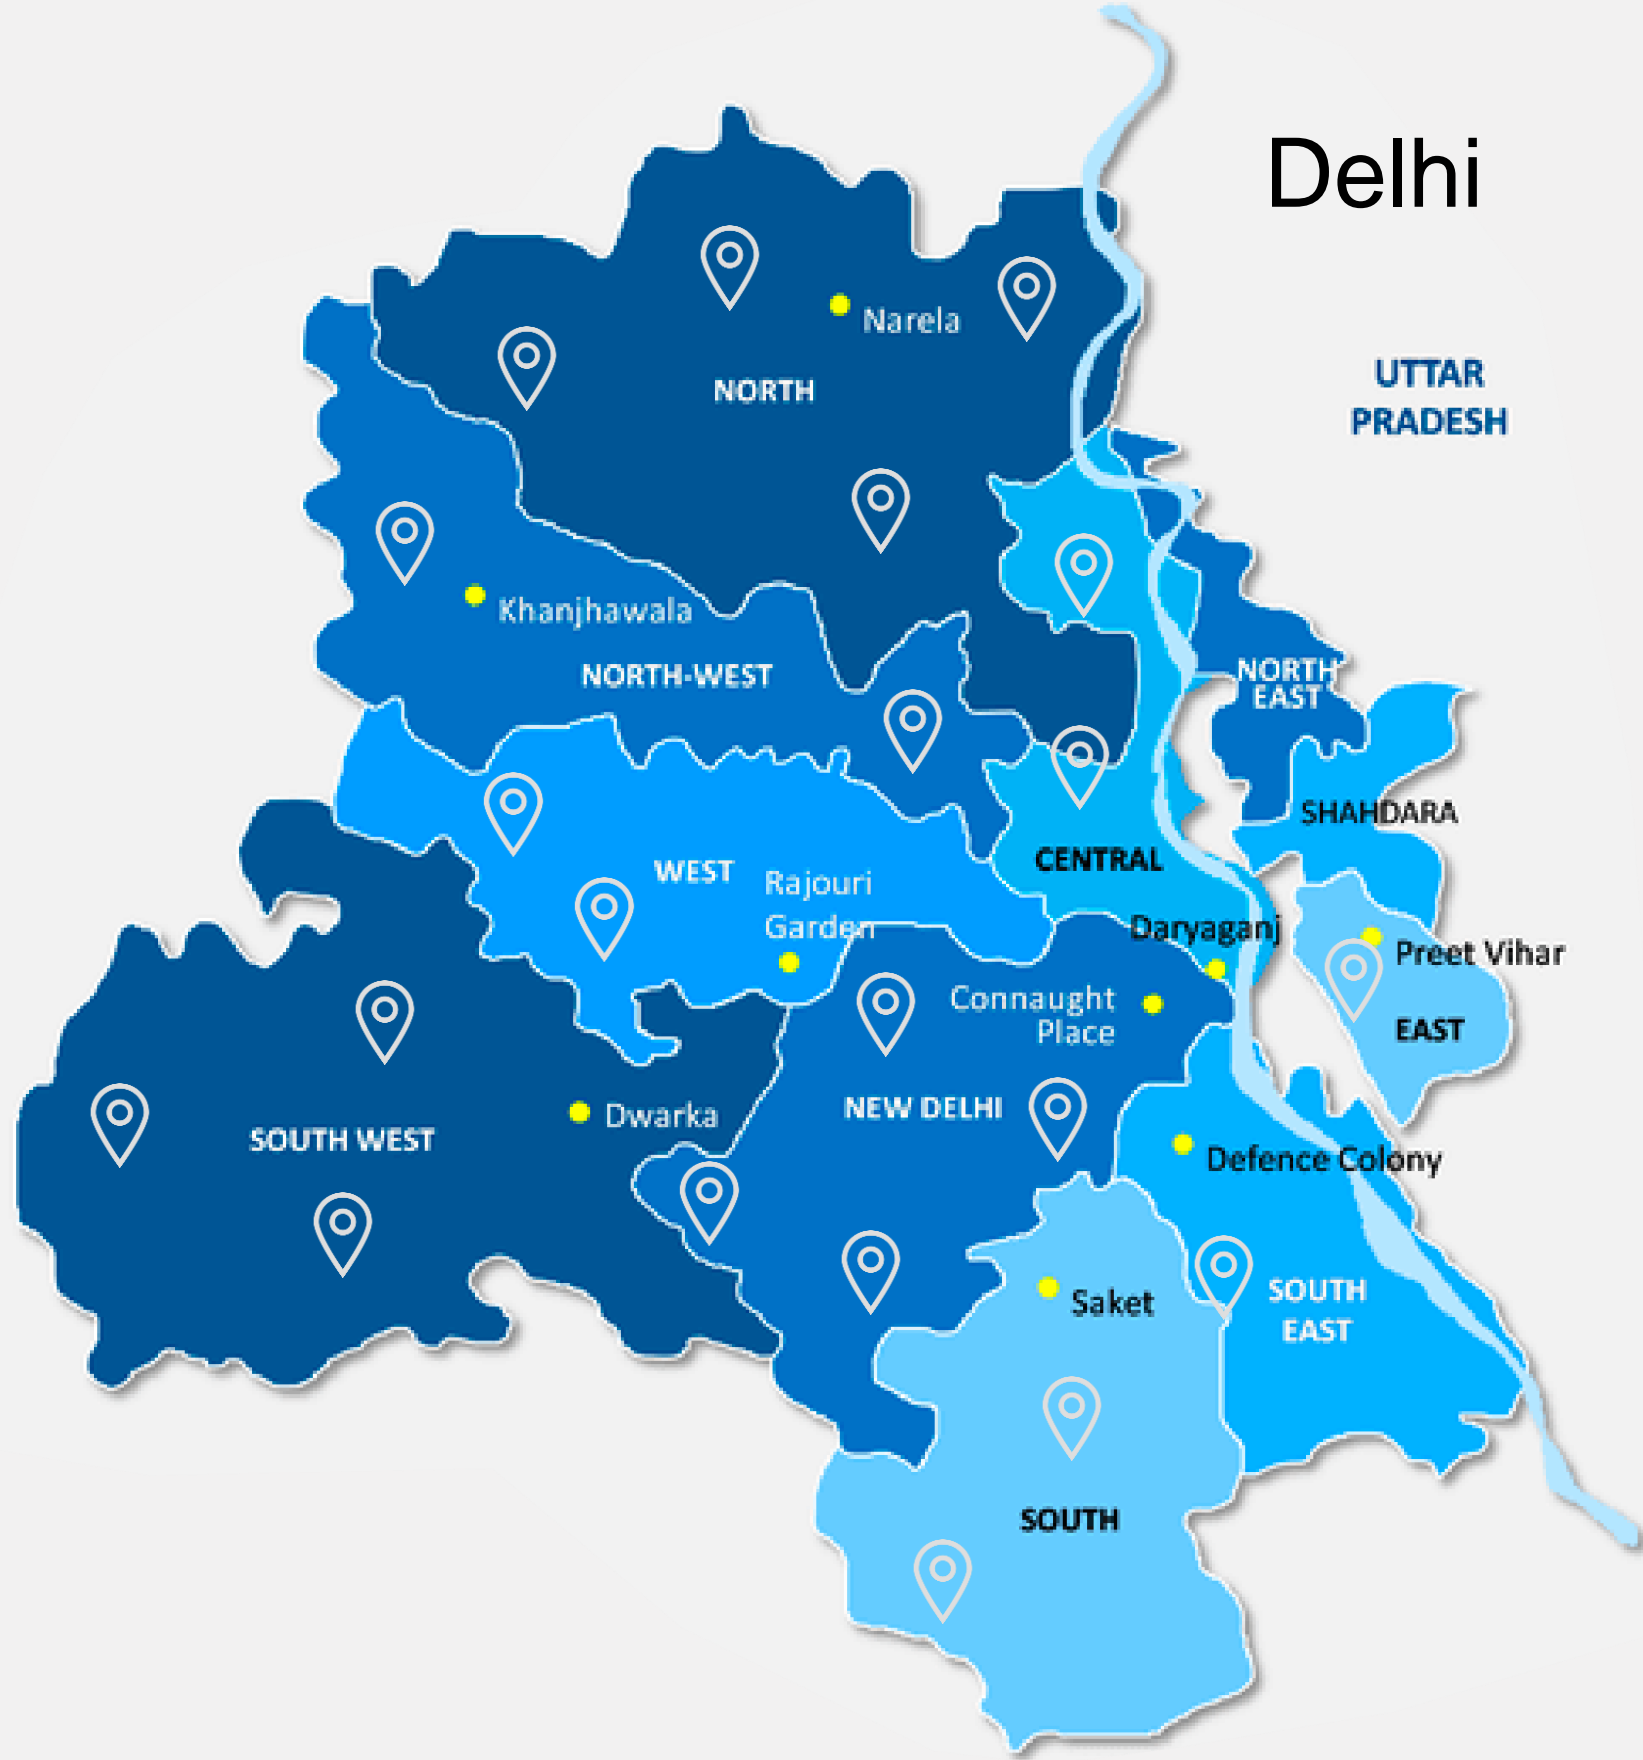 Delhi
Narela
UTTAR
PRADESH
NORTH
Khanjhawala
NORTH-WEST
NORTH
EAST
SHAHDARA
CENTRAL
WEST
Rajouri
Garden
Daryaganj
Preet Vihar
Connaught
Place
EAST
NEW DELHI
Dwarka
SOUTH WEST
Defence Colony
Saket
SOUTH
EAST
SOUTH